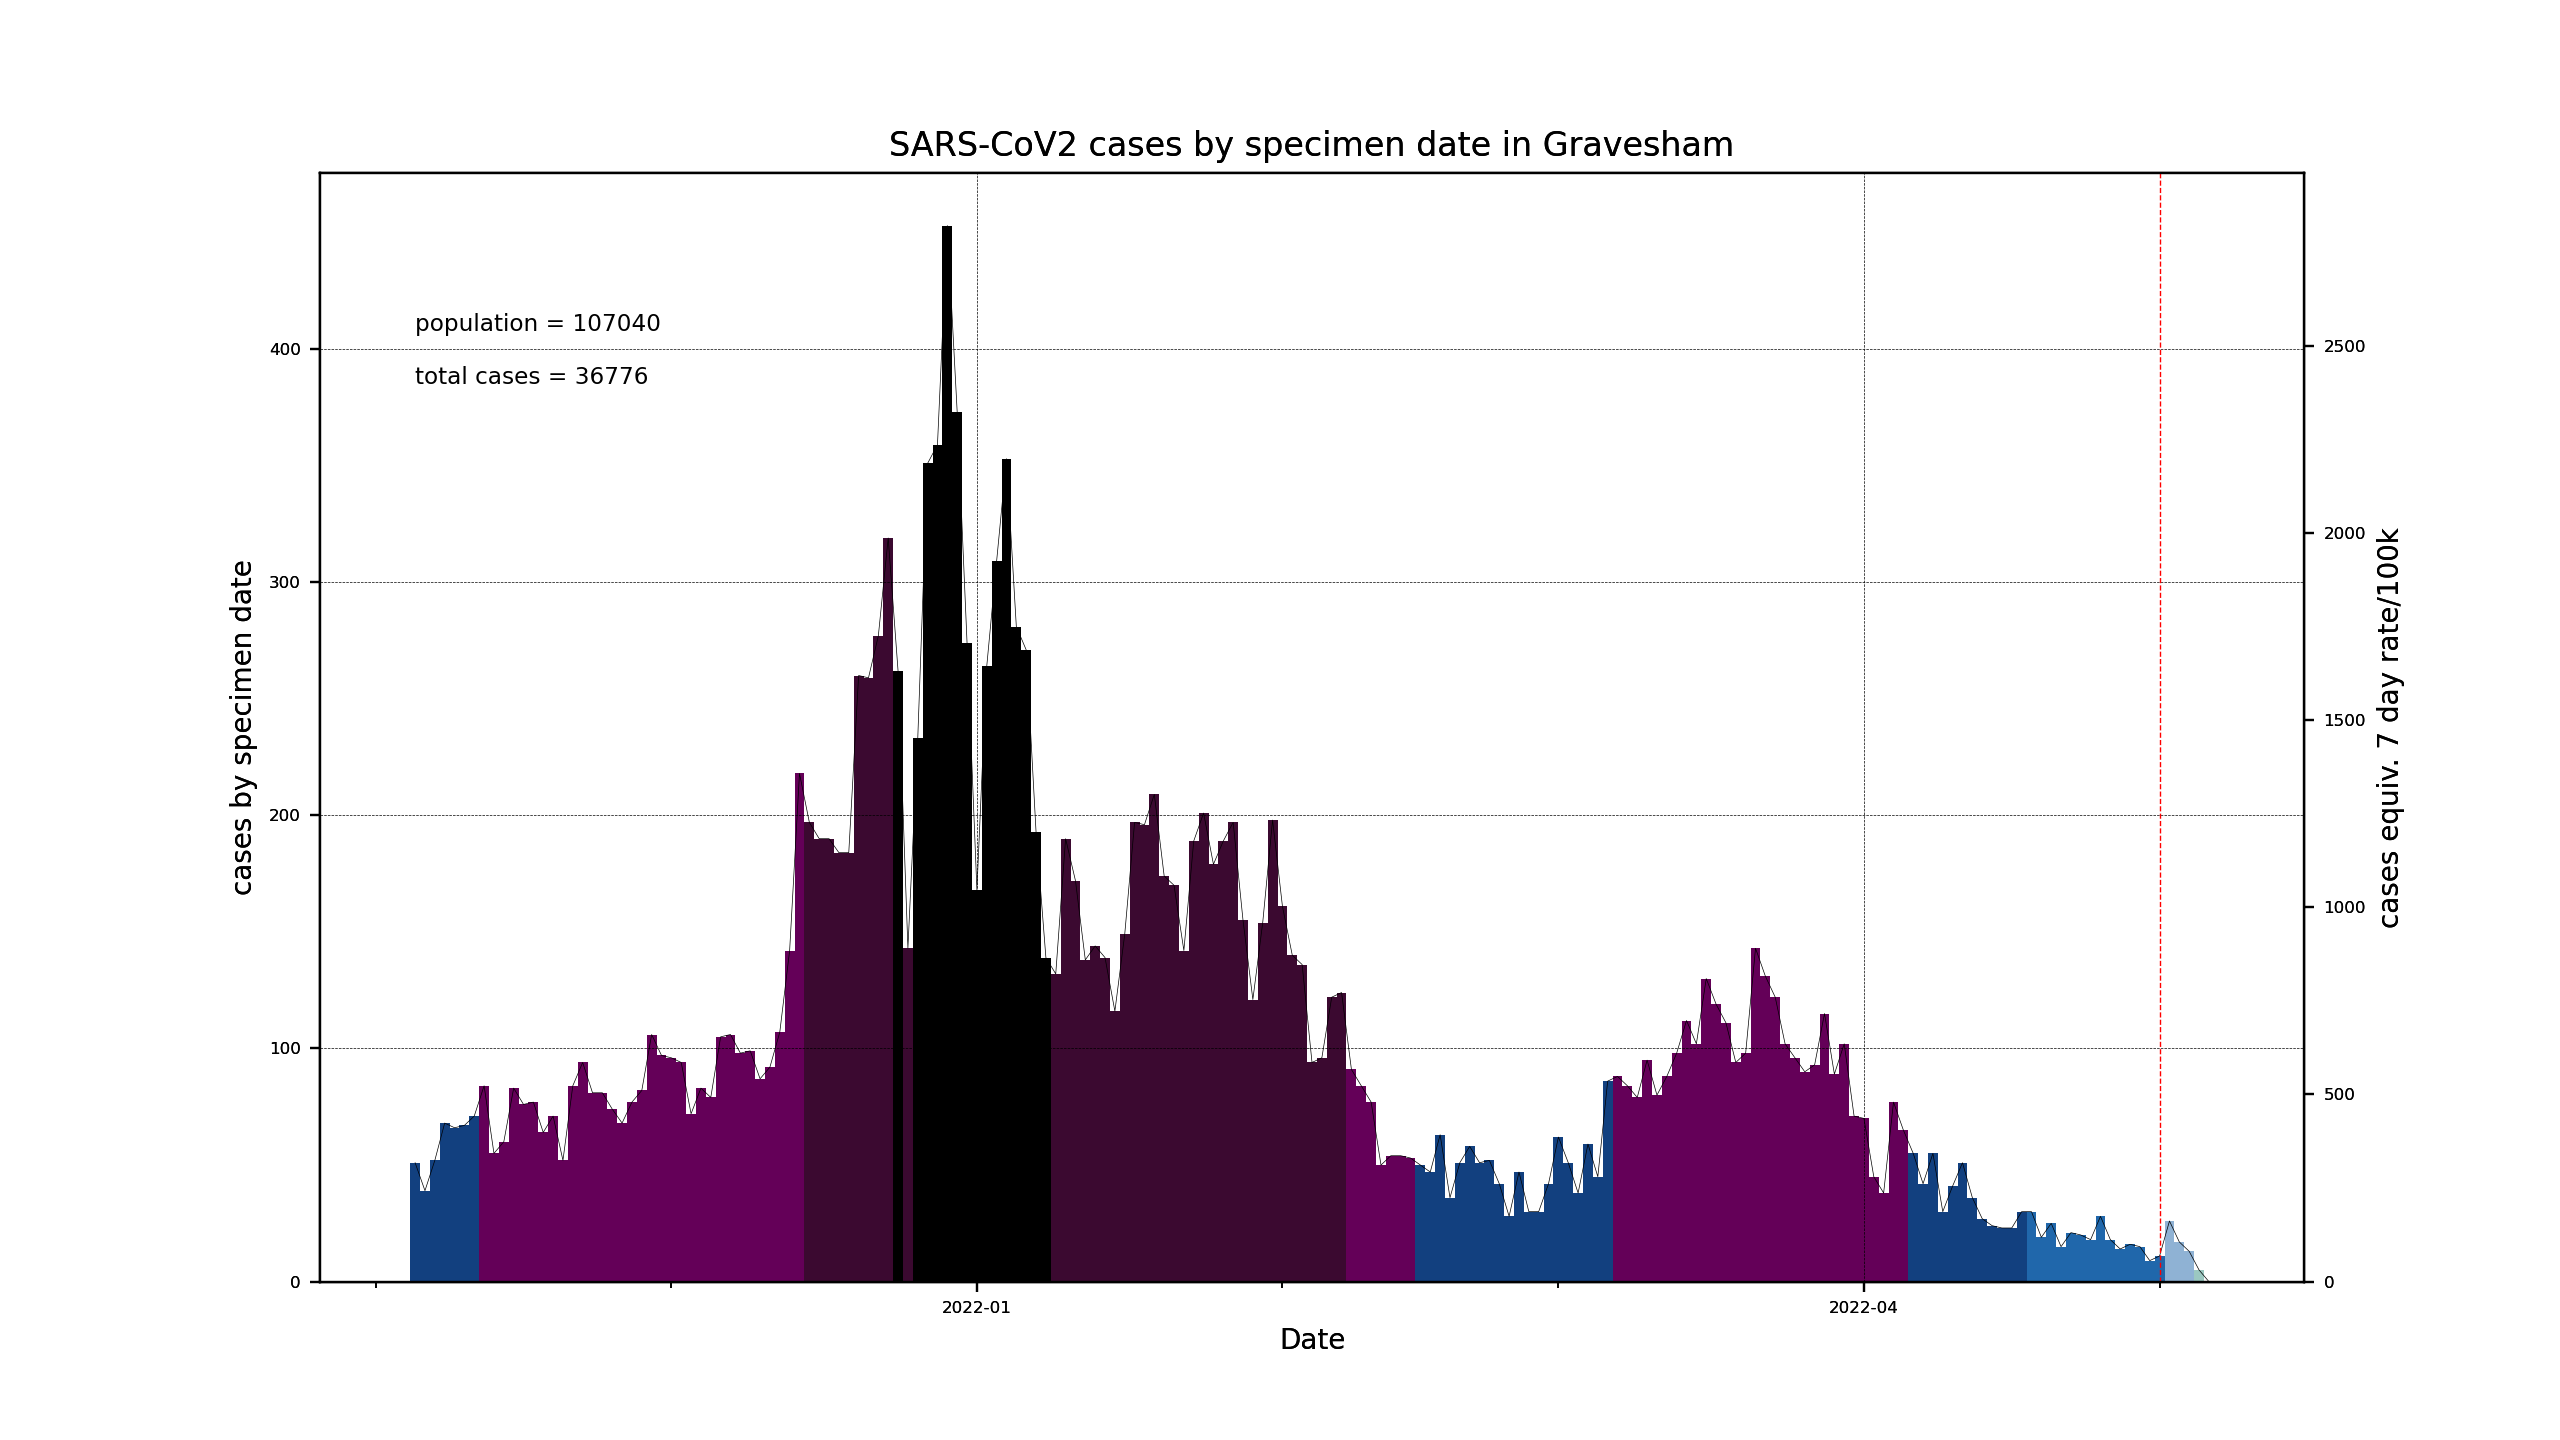 SARS-CoV2 cases by specimen date in Gravesham
population = 107040
total cases = 36776
cases by specimen date
400
300
200
100
0
2500
2000
1500
1000
500
0
cases equiv. 7 day rate/100k
2022-01
2022-04
Date